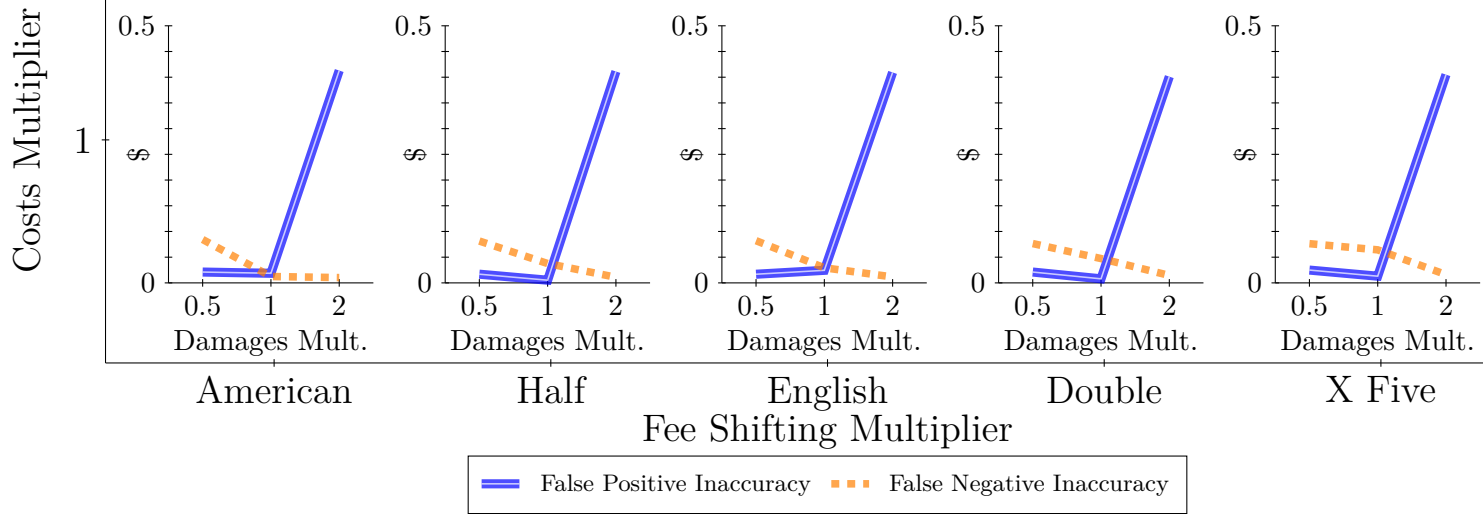 Costs Multiplier
1
0.5
0
$
0.5 1 2
Damages Mult.
0.5
0
$
0.5 1 2
Damages Mult.
0.5
0
$
0.5 1 2
Damages Mult.
0.5
0
$
0.5 1 2
Damages Mult.
0.5
0
$
0.5 1 2
Damages Mult.
American Half English Double X Five
Fee Shifting Multiplier
False Positive Inaccuracy False Negative Inaccuracy